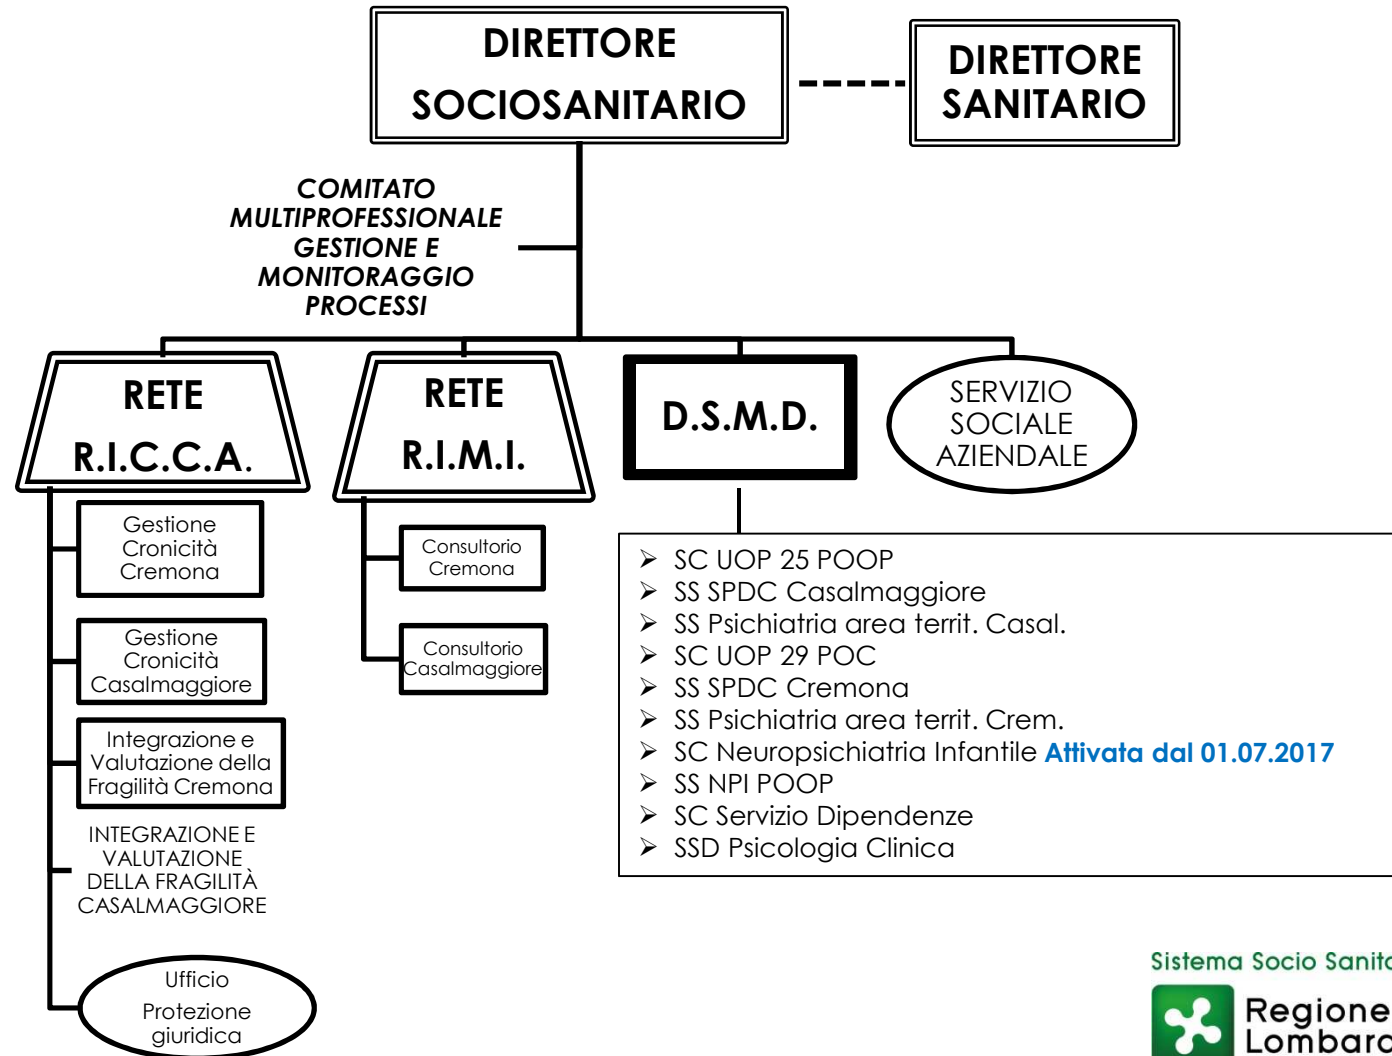 DIRETTORE
SOCIOSANITARIO
DIRETTORE
SANITARIO
COMITATO
MULTIPROFESSIONALE
GESTIONE E
MONITORAGGIO
PROCESSI
RETE
R.I.C.C.A.
RETE
R.I.M.I.
D.S.M.D.
SERVIZIO
SOCIALE
AZIENDALE
Gestione
Cronicità
Cremona
Gestione
Cronicità
Casalmaggiore
Integrazione e
Valutazione della
Fragilità Cremona
INTEGRAZIONE E
VALUTAZIONE
DELLA FRAGILITÀ
CASALMAGGIORE
Ufficio
Protezione
giuridica
Consultorio
Cremona
Consultorio
Casalmaggiore
➢ SC UOP 25 POOP
➢ SS SPDC Casalmaggiore
➢ SS Psichiatria area territ. Casal.
➢ SC UOP 29 POC
➢ SS SPDC Cremona
➢ SS Psichiatria area territ. Crem.
➢ SC Neuropsichiatria Infantile Attivata dal 01.07.2017
➢ SS NPI POOP
➢ SC Servizio Dipendenze
➢ SSD Psicologia Clinica
Sistema Socio
Regione